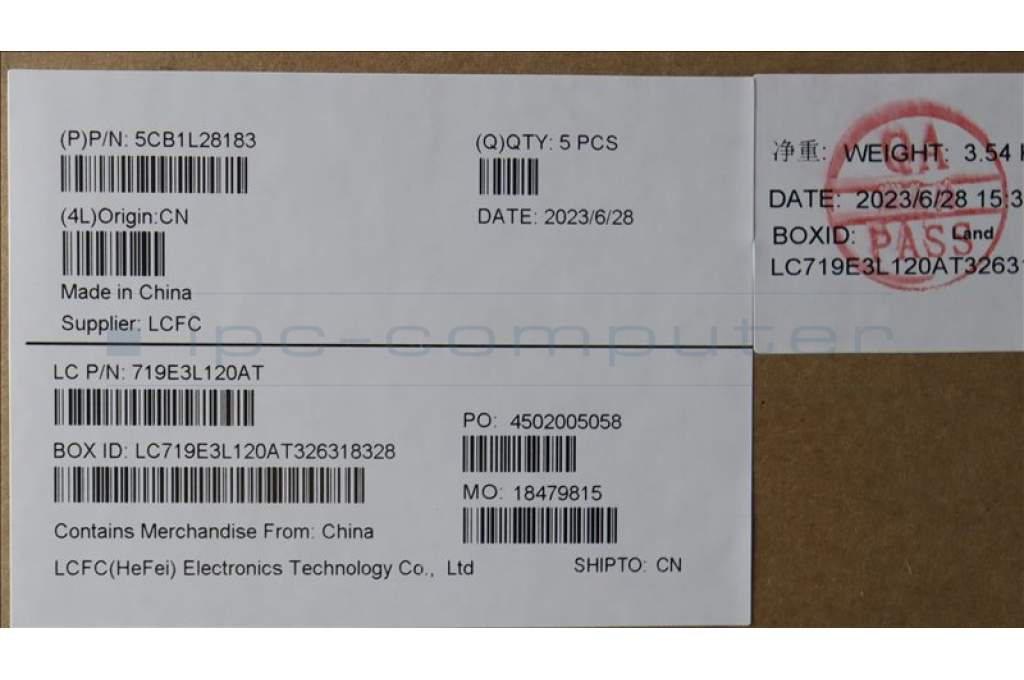 (P)P/N: 5CB1L28183
(Q)QTY: 5 PCS
(4L)Origin:CN
DATE: 2023/6/28
Made in China
Supplier: LCFC
LC P/N: 719E3L120AT
PO: 4502005058
BOX ID: LC719E3L120AT326318328
MO: 18479815
Contains Merchandise From: China
LCFC(HeFei) Electronics Technology Co., Ltd
SHIPTO: CN
净重: WEIGHT: 3.54
DATE: 2023/6/28 15:3
BOXID: Land
LC719E3L120AT3263
QA
PASS
ipc-computer